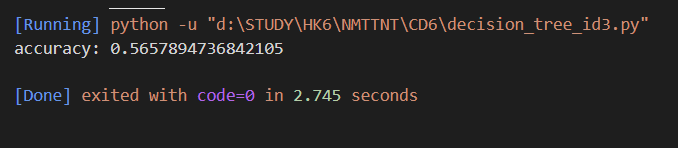 [Running] python -u "d:\STUDY\HK6\NMTTNT\CD6\decision_tree_id3.py"
accuracy: 0.5657894736842105
[Done] exited with code=0 in 2.745 seconds